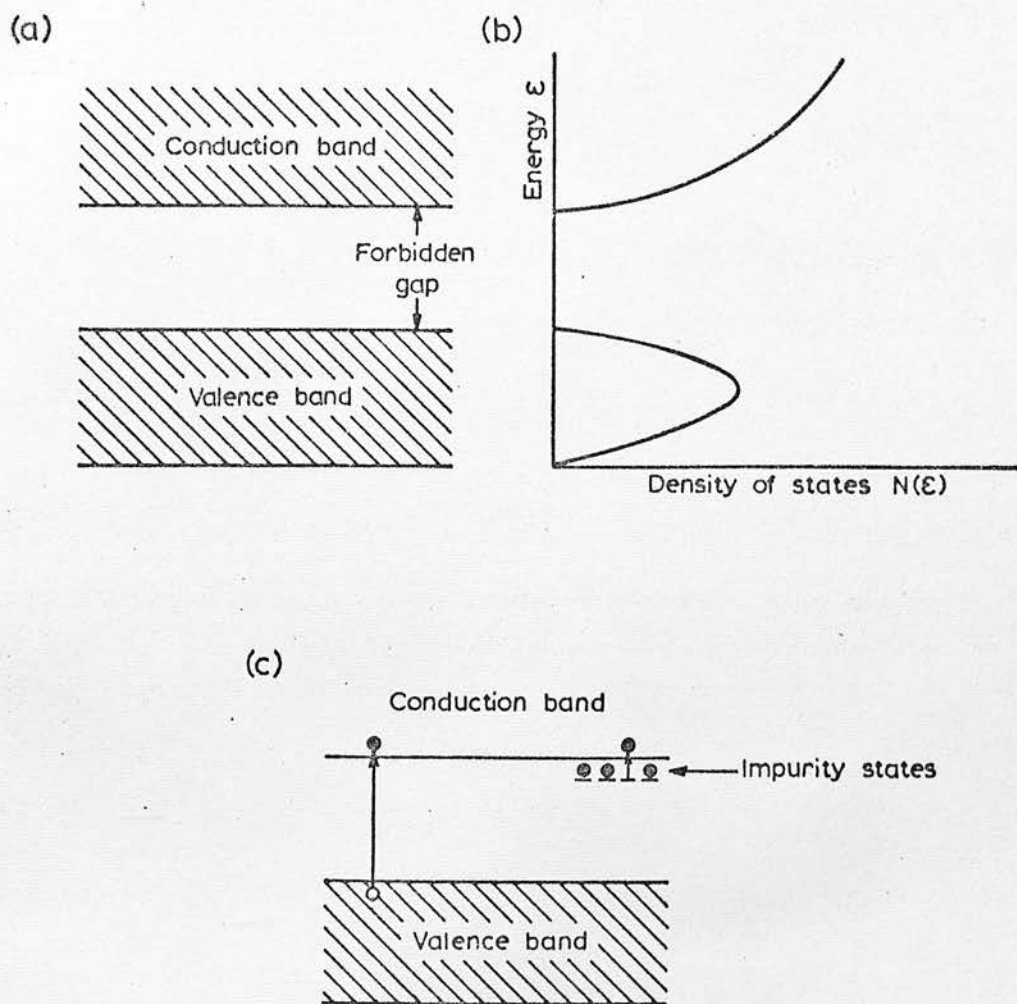 (a)
Conduction band
Forbidden
gap
Valence band
(b)
Energy ε
Density of states N(ε)
(c)
Conduction band
Impurity states
Valence band